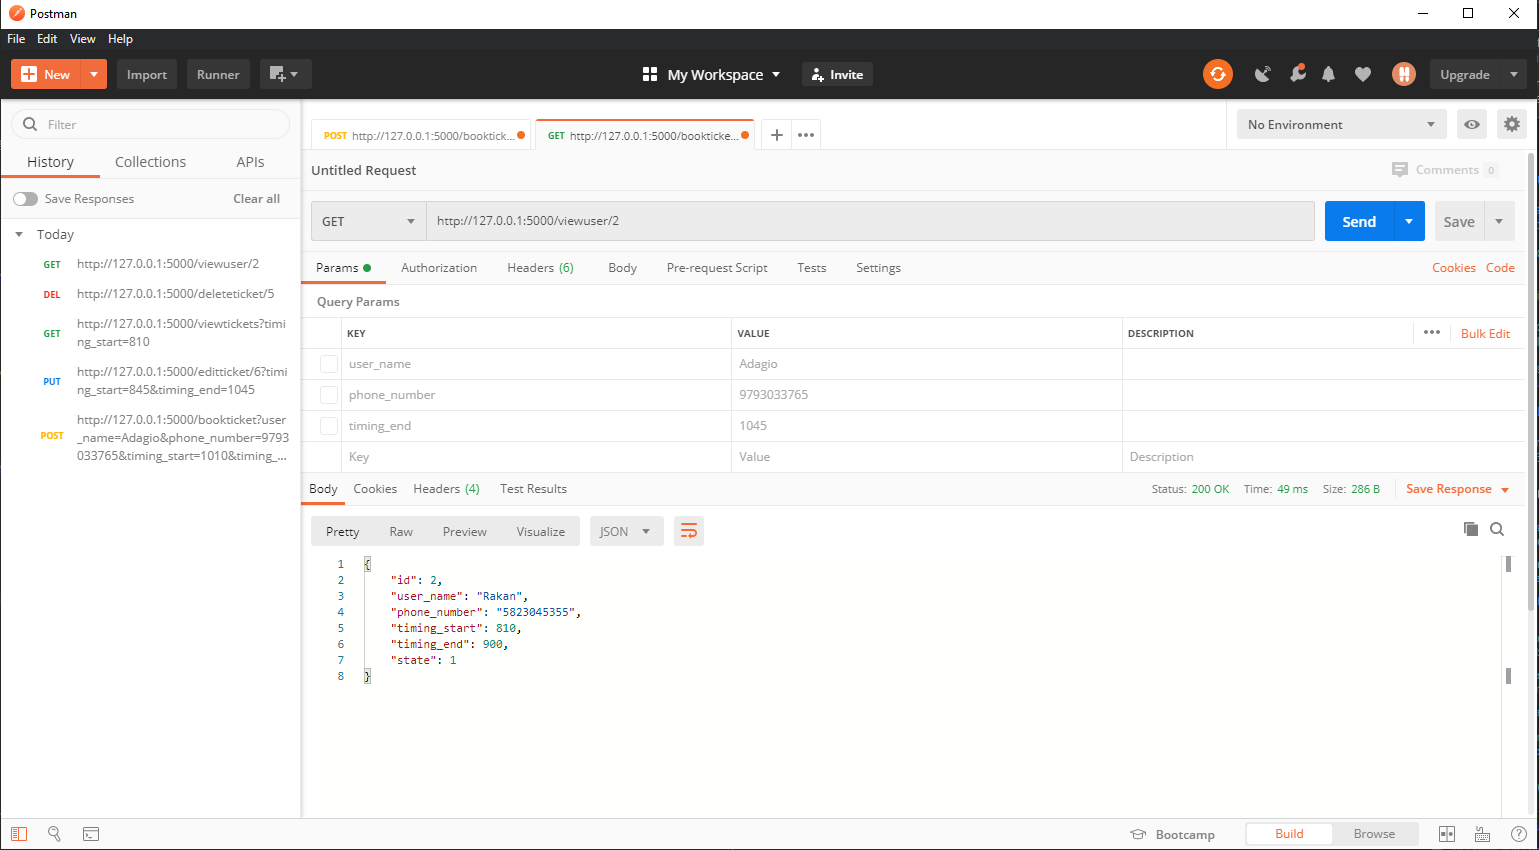 Postman
File Edit View Help
New Import Runner My Workspace Invite Upgrade
Filter
History Collections APIs
Save Responses Clear all
Today
GET http://127.0.0.1:5000/viewuser/2
DEL http://127.0.0.1:5000/deleteticket/5
GET http://127.0.0.1:5000/viewtickets?timi
ng_start=810
PUT http://127.0.0.1:5000/editticket/6?timi
ng_start=845&timing_end=1045
POST http://127.0.0.1:5000/bookticket?user
_name=Adagio&phone_number=9793
033765&timing_start=1010&timing_...
POST http://127.0.0.1:5000/booktick... GET http://127.0.0.1:5000/bookticke... No Environment
Untitled Request Comments 0
GET http://127.0.0.1:5000/viewuser/2 Send Save
Params Authorization Headers (6) Body Pre-request Script Tests Settings Cookies Code
Query Params
KEY VALUE DESCRIPTION Bulk Edit
user_name Adagio
phone_number 9793033765
timing_end 1045
Key Value Description
Body Cookies Headers (4) Test Results Status: 200 OK Time: 49 ms Size: 286 B Save Response
Pretty Raw Preview Visualize JSON
1 {
2 "id": 2,
3 "user_name": "Rakan",
4 "phone_number": "5823045355",
5 "timing_start": 810,
6 "timing_end": 900,
7 "state": 1
8 }
Bootcamp Build Browse